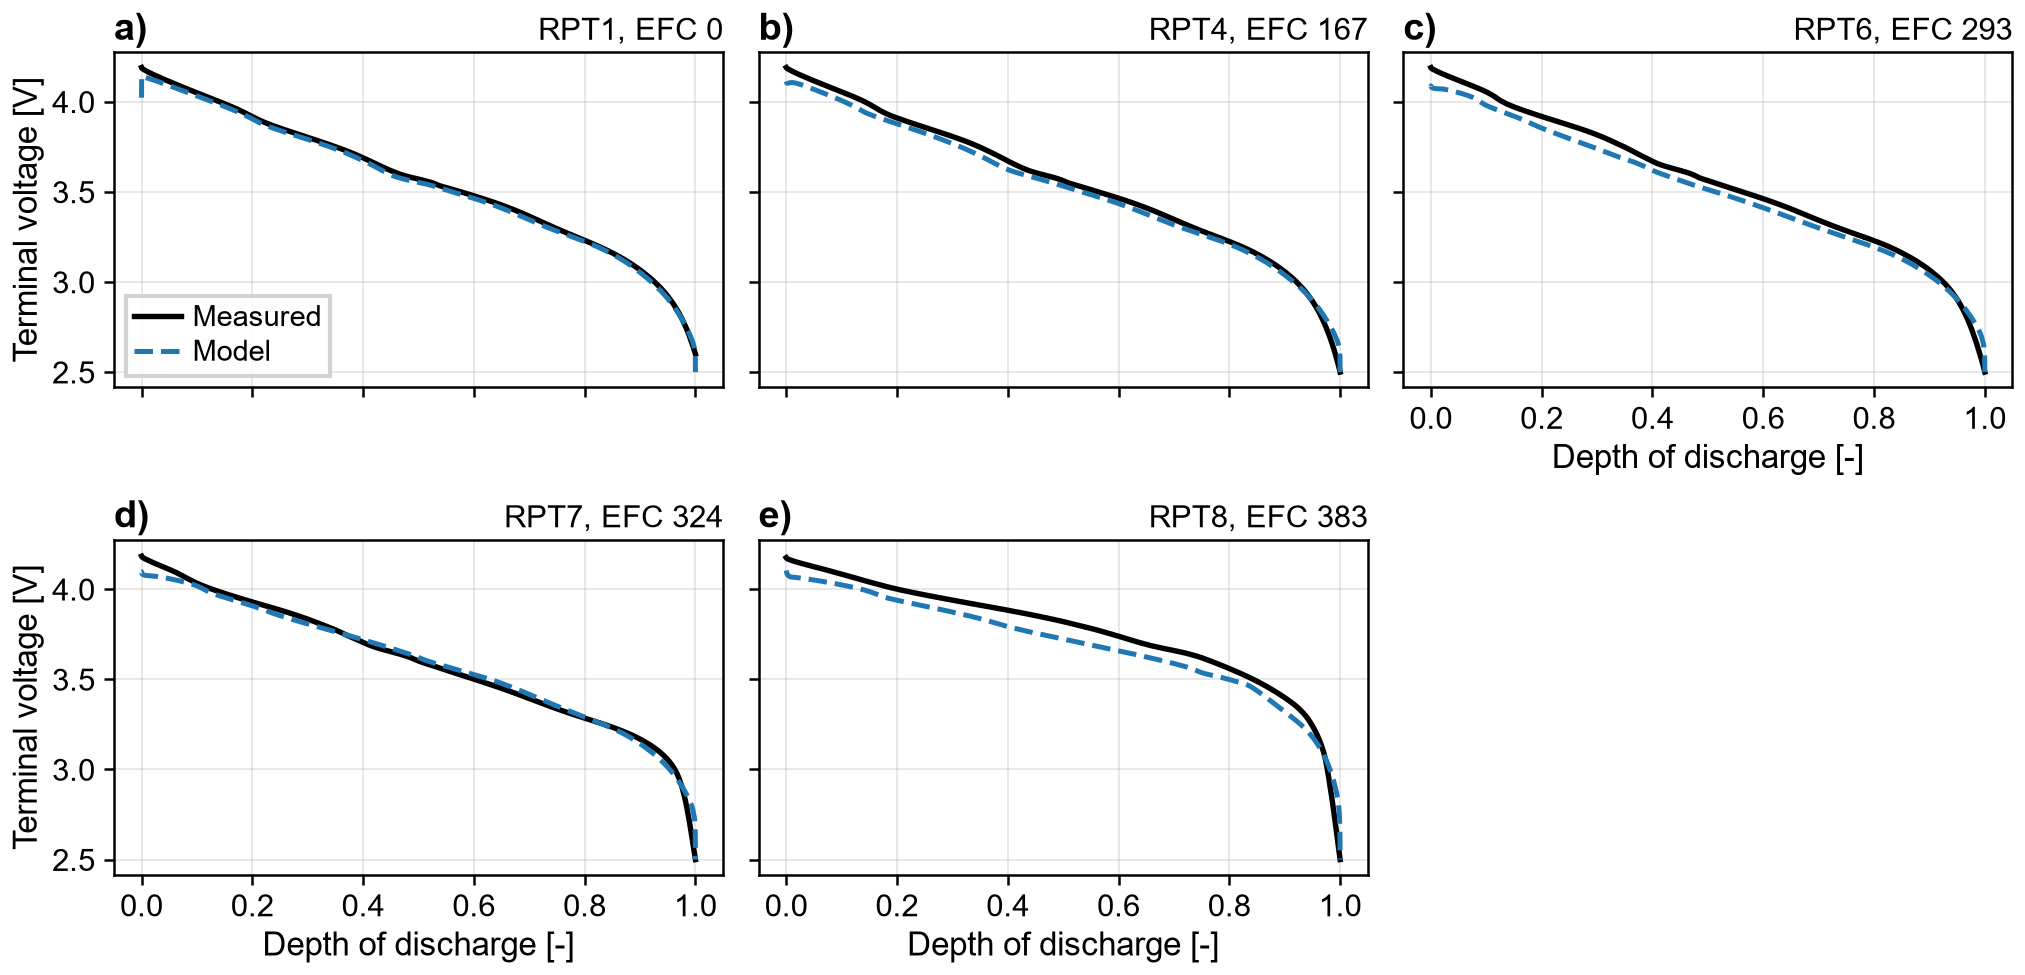 a) RPT1, EFC 0
b) RPT4, EFC 167
c) RPT6, EFC 293
Terminal voltage [V]
4.0
3.5
3.0
2.5
Measured
Model
0.0 0.2 0.4 0.6 0.8 1.0
Depth of discharge [-]
d) RPT7, EFC 324
e) RPT8, EFC 383
Terminal voltage [V]
4.0
3.5
3.0
2.5
0.0 0.2 0.4 0.6 0.8 1.0
Depth of discharge [-]
0.0 0.2 0.4 0.6 0.8 1.0
Depth of discharge [-]